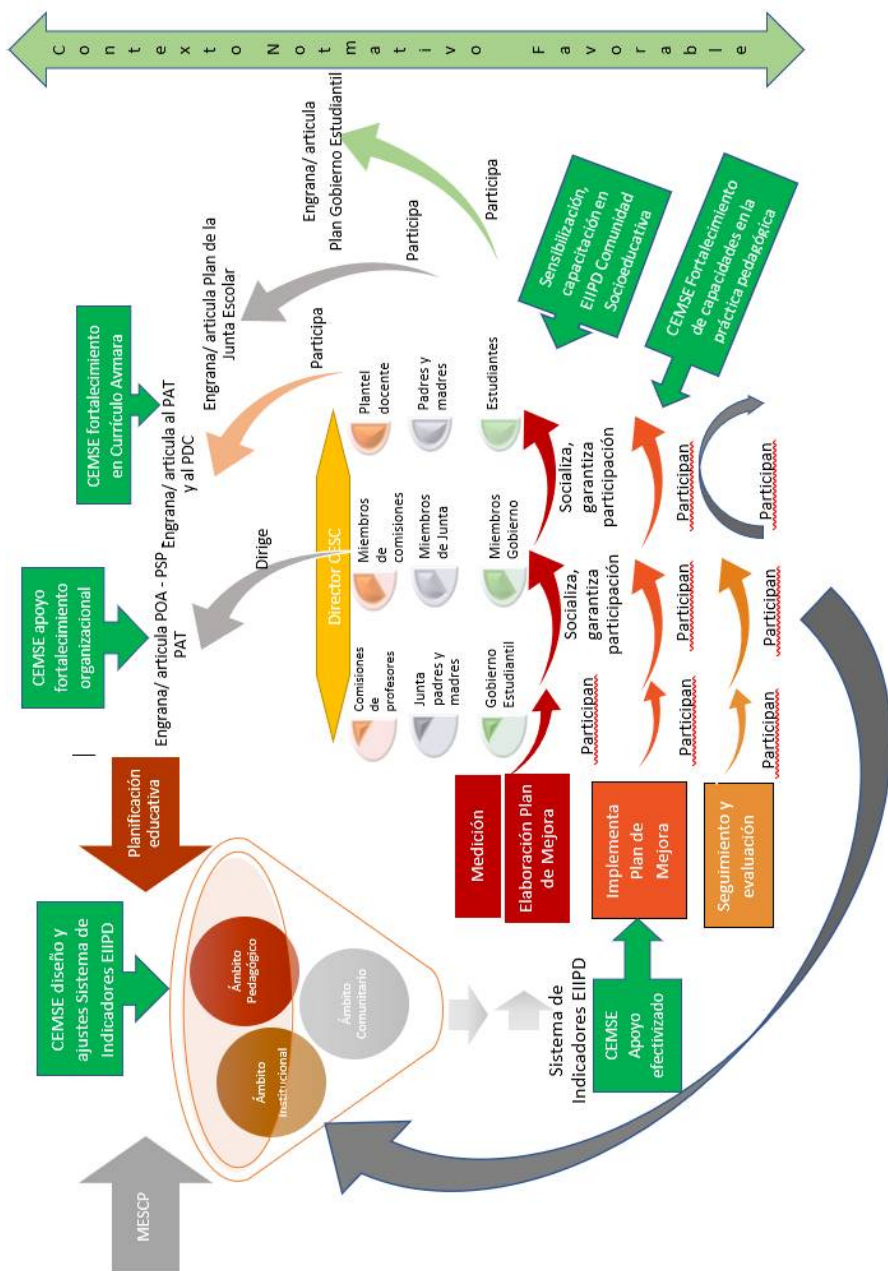 MESCP
CEMSE diseño y
ajustes Sistema de
Indicadores EIIPD
Planificación
educativa
CEMSE apoyo
fortalecimiento
organizacional
CEMSE fortalecimiento
en Currículo Avmara
Engrana/ articula POA - PSP
PAT
Engrana/ articula al PAT
y al PDC
Engrana/ articula Plan de la
Junta Escolar
Engrana/ articula
Plan Gobierno Estudiantil
C o n t e x t o N o t m a t i v o F a v o r a b l e
Ámbito
Institucional
Ámbito
Pedagógico
Ámbito
Comunitario
Dirige
Participa
Participa
Participa
Director CESC
Comisiones
de
profesores
Miembros
de
comisiones
Plantel
docente
Junta
padres y
madres
Miembros
de Junta
Padres y
madres
Gobierno
Estudiantil
Miembros
Gobierno
Estudiantes
Sistema de
Indicadores EIIPD
Medición
Elaboración Plan
de Mejora
Participan
Socializa,
garantiza
participación
Socializa,
garantiza
participación
Sensibilización,
capacitación en
EIIPD Comunidad
Socioeducativa
CEMSE
Apoyo
efectivizado
Implementa
Plan de
Mejora
Participan
Participan
Participan
CEMSE Fortalecimiento
de capacidades en la
práctica pedagógica
Seguimiento y
evaluación
Participan
Participan
Participan